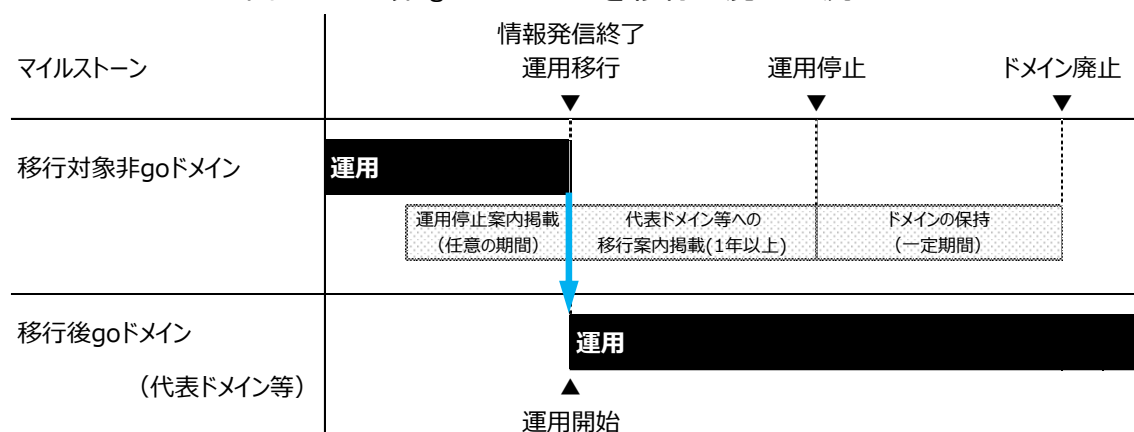 情報発信終了
マイルストーン 運用移行 運用停止 ドメイン廃止
▼ ▼ ▼
移行対象非goドメイン 運用
運用停止案内掲載 代表ドメイン等への ドメインの保持
(任意の期間) 移行案内掲載(1年以上) (一定期間)
移行後goドメイン 運用
(代表ドメイン等) ▲
運用開始